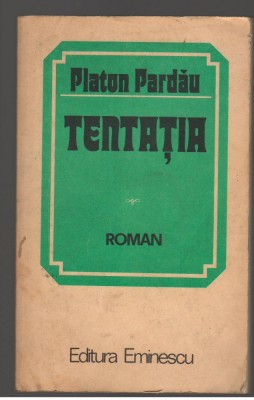 Platon Pardău
TENTAȚIA
ROMAN
Editura Eminescu